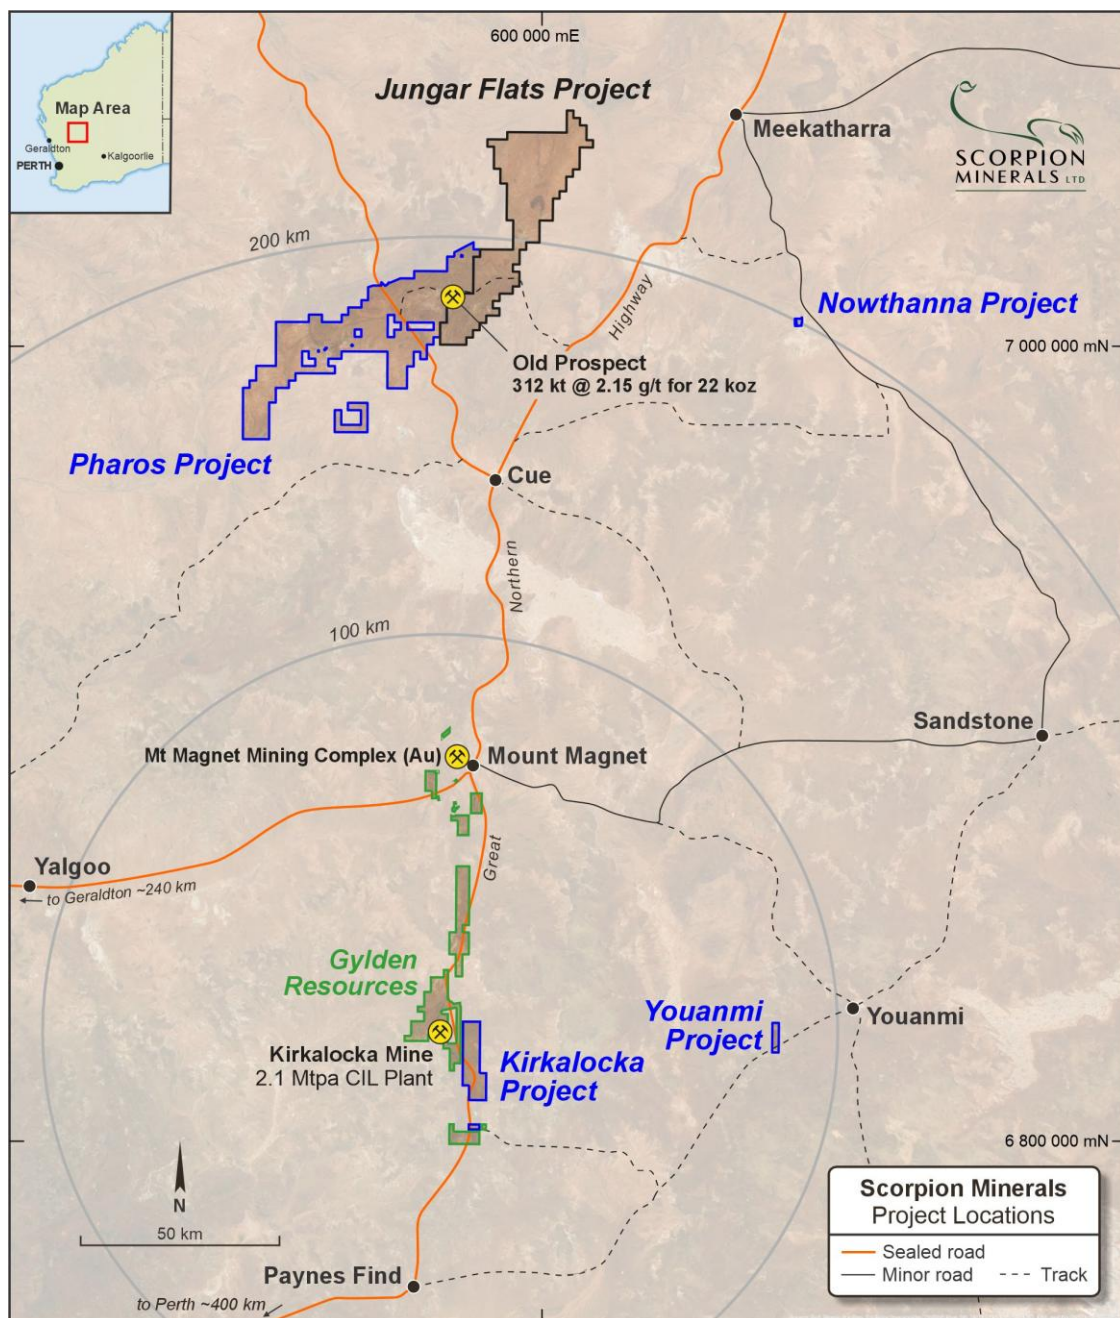 600 000 mE
Map Area
Geraldton
PERTH
Kalgoorlie
Jungar Flats Project
Meekatharra
SCORPION
MINERALS LTD
200 km
Highway
Nowthanna Project
7 000 000 mN
Old Prospect
312 kt @ 2.15 g/t for 22 koz
Pharos Project
Cue
Northern
100 km
Sandstone
Mt Magnet Mining Complex (Au)
Mount Magnet
Great
Yalgoo
to Geraldton ~240 km
Gylden
Resources
Youanmi
Project
Youanmi
Kirkalocka Mine
2.1 Mtpa CIL Plant
Kirkalocka
Project
6 800 000 mN
N
50 km
Scorpion Minerals
Project Locations
Sealed road
Minor road
Track
Paynes Find
to Perth ~400 km